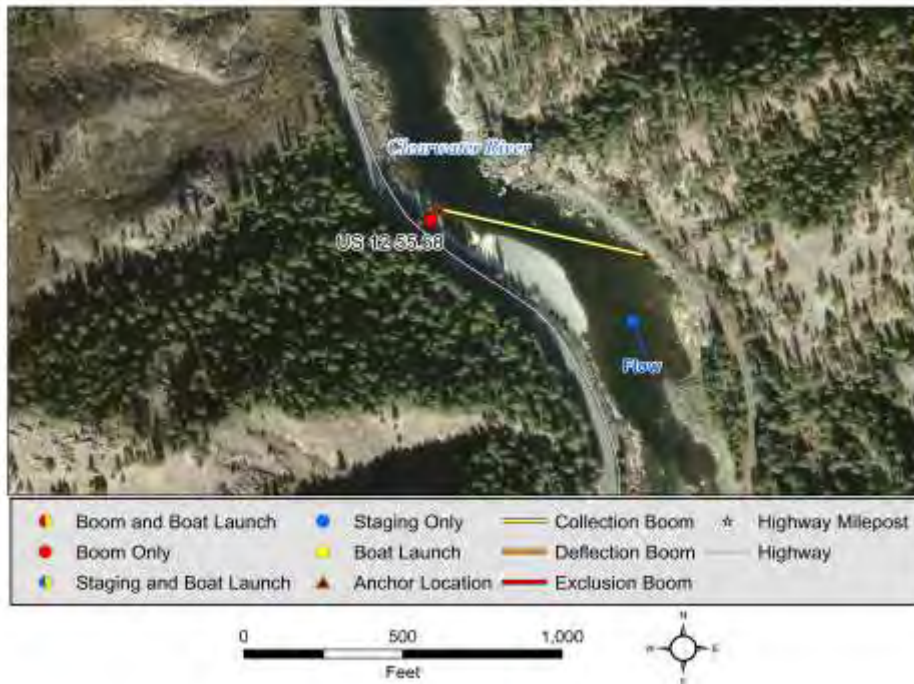 Clearwater River
US 12 55.68
Flow
Boom and Boat Launch
Boom Only
Staging and Boat Launch
Staging Only
Boat Launch
Anchor Location
Collection Boom
Deflection Boom
Exclusion Boom
Highway Milepost
Highway
0 500 1,000
Feet
N
W E
S